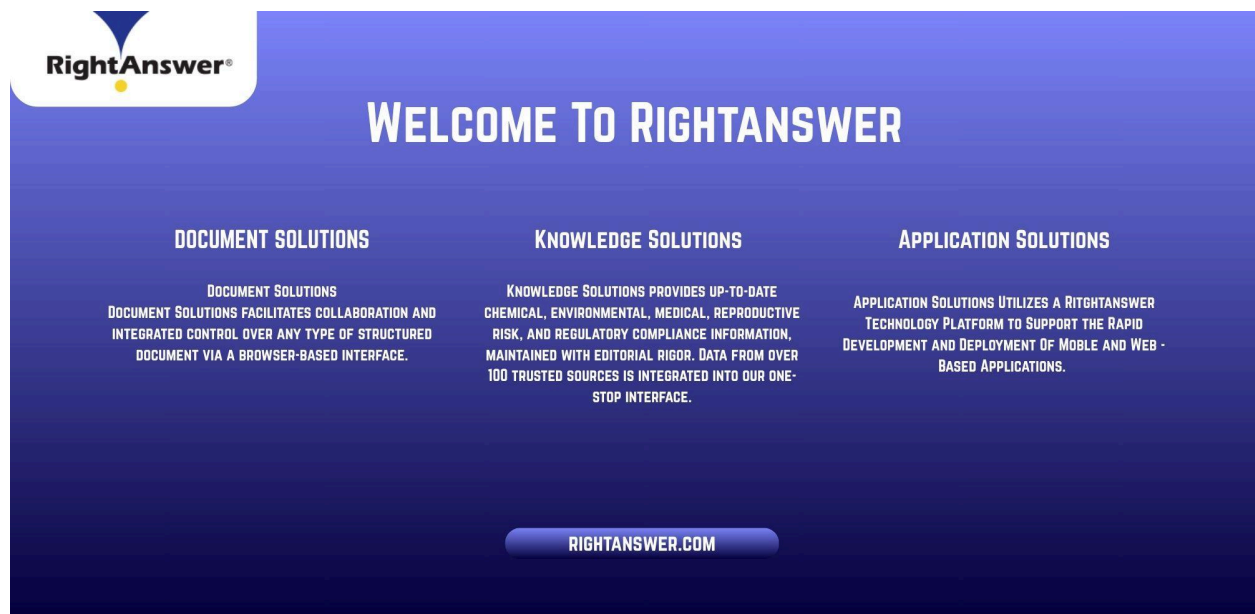 RightAnswer®
Welcome To Rightanswer
DOCUMENT SOLUTIONS
Document Solutions
Document Solutions facilitates collaboration and
integrated control over any type of structured
document via a browser-based interface.
Knowledge Solutions
Knowledge Solutions provides up-to-date
chemical, environmental, medical, reproductive
risk, and regulatory compliance information,
maintained with editorial rigor. Data from over
100 trusted sources is integrated into our one-
stop interface.
Application Solutions
Application Solutions Utilizes a Ritghtanswer
Technology Platform to Support the Rapid
Development and Deployment Of Moble and Web -
Based Applications.
RIGHTANSWER.COM